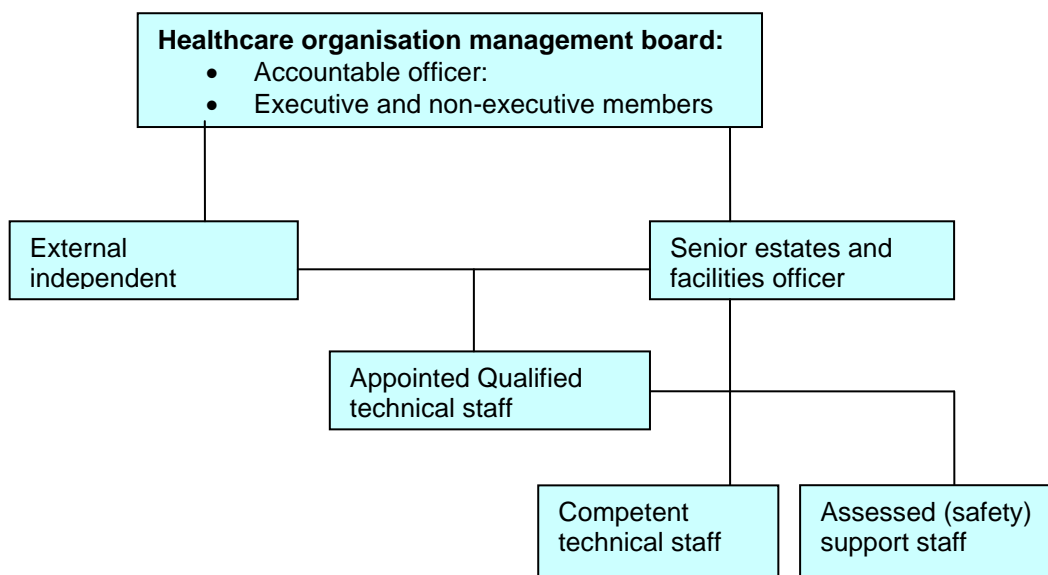 Healthcare organisation management board:
• Accountable officer:
• Executive and non-executive members
External
independent
Senior estates and
facilities officer
Appointed Qualified
technical staff
Competent
technical staff
Assessed (safety)
support staff